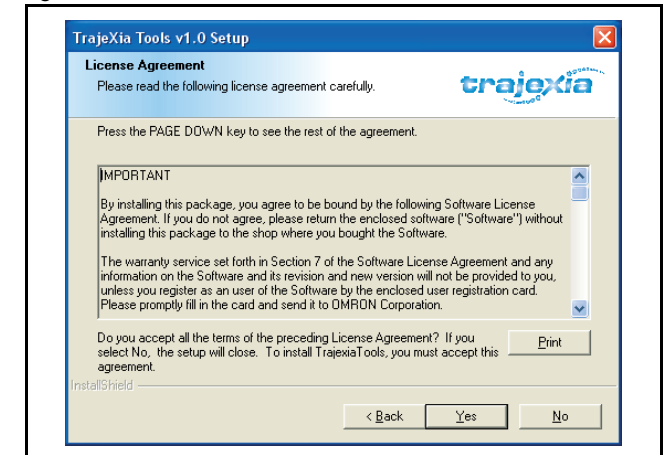 TrajeXia Tools v1.0 Setup
License Agreement
Please read the following license agreement carefully.
trajexia
Press the PAGE DOWN key to see the rest of the agreement.
IMPORTANT
By installing this package, you agree to be bound by the following Software License
Agreement. If you do not agree, please return the enclosed software ("Software") without
installing this package to the shop where you bought the Software.
The warranty service set forth in Section 7 of the Software License Agreement and any
information on the Software and its revision and new version will not be provided to you,
unless you register as an user of the Software by the enclosed user registration card.
Please promptly fill in the card and send it to OMRON Corporation.
Do you accept all the terms of the preceding License Agreement? If you
select No, the setup will close. To install TrajexiaTools, you must accept this
agreement.
Print
InstallShield
< Back
Yes
No